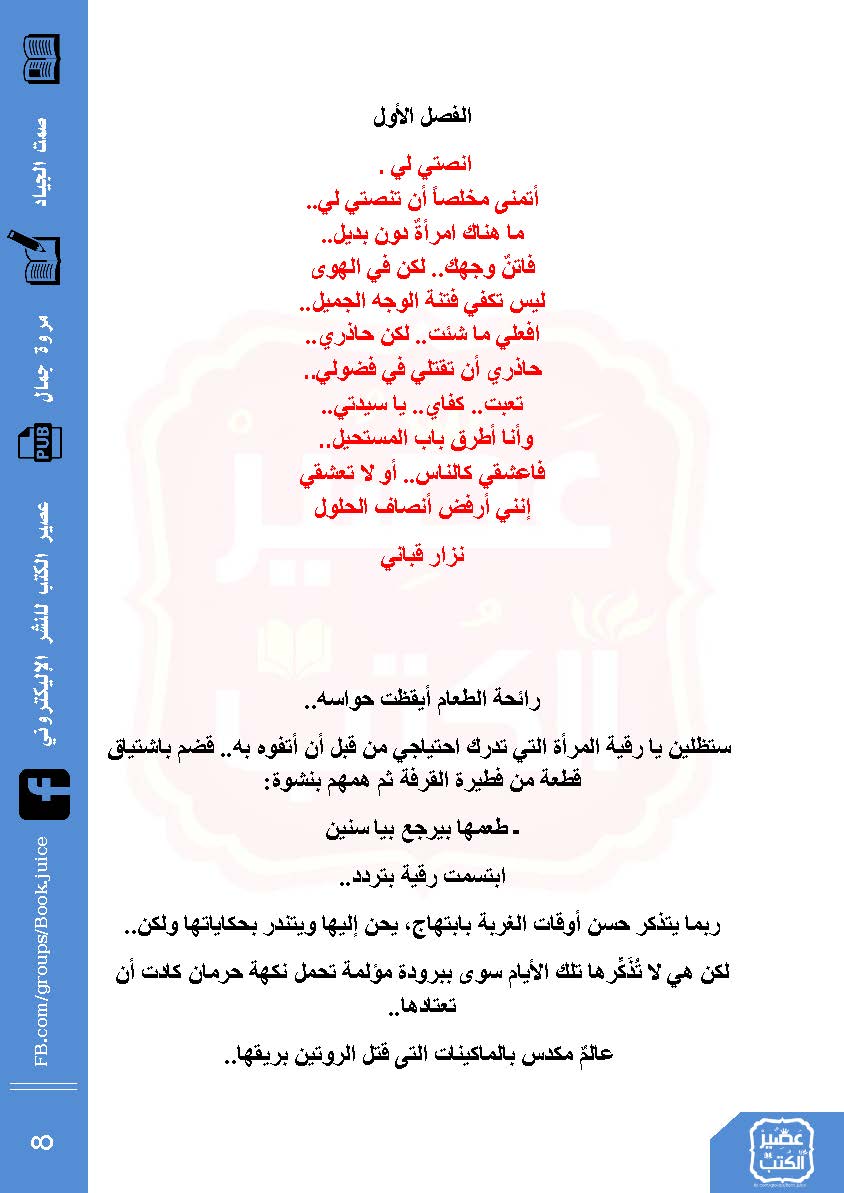 الفصل الأول
انصتي لي .
أتمنى مخلصاً أن تنصتي لي..
ما هناك امرأةٌ دون بديل..
فاتنٌ وجهك.. لكن في الهوى
ليس تكفي فتنة الوجه الجميل..
افعلي ما شئت.. لكن حاذري..
حاذري أن تقتلي في فضولي..
تعبت.. كفاي.. يا سيدتي..
وأنا أطرق باب المستحيل..
فاعشقي كالناس.. أو لا تعشقي
إنني أرفض أنصاف الحلول
نزار قباني
رائحة الطعام أيقظت حواسه..
ستظلين يا رقية المرأة التي تدرك احتياجي من قبل أن أتفوه به.. قضم باشتياق
قطعة من فطيرة القرفة ثم همهم بنشوة:
ـ طعمها بيرجع بيا سنين
ابتسمت رقية بتردد..
ربما يتذكر حسن أوقات الغربة بابتهاج، يحن إليها ويتندر بحكاياتها ولكن..
لكن هي لا تُذَكِّرها تلك الأيام سوى ببرودة مؤلمة تحمل نكهة حرمان كادت أن
تعتادها..
عالمٌ مكدس بالماكينات التى قتل الروتين بريقها..
صمت الجياد
مروة جمال
PUB
عصير الكتب للنشر الإليكتروني
FB.com/groups/Book.juice
8
عصير
الكتب
عصير
الكتب